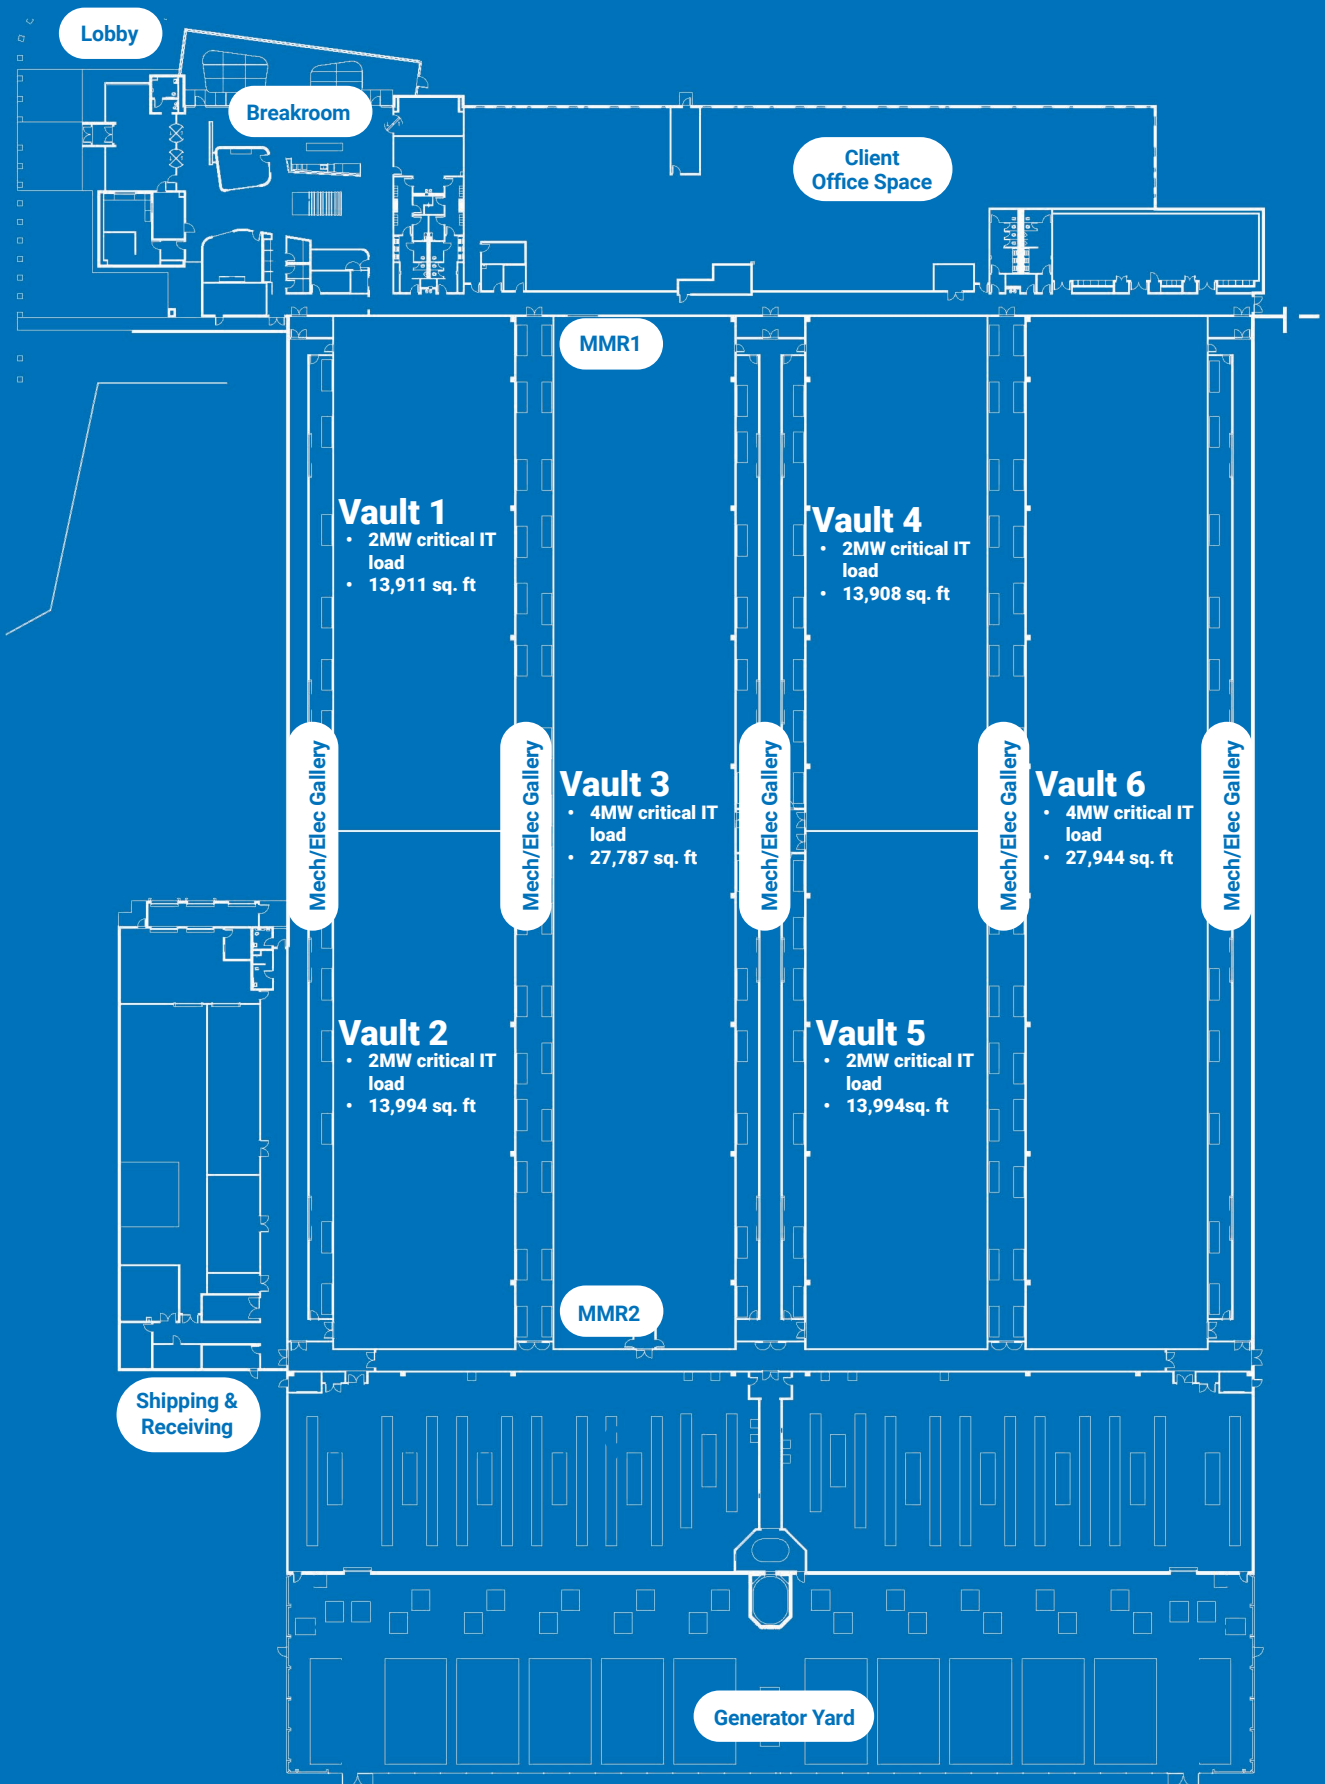 Lobby
Breakroom
Client
Office Space
MMR1
Vault 1
• 2MW critical IT
load
• 13,911 sq. ft
Vault 4
• 2MW critical IT
load
• 13,908 sq. ft
Mech/Elec Gallery
Mech/Elec Gallery
Vault 3
• 4MW critical IT
load
• 27,787 sq. ft
Mech/Elec Gallery
Mech/Elec Gallery
Vault 6
• 4MW critical IT
load
• 27,944 sq. ft
Mech/Elec Gallery
Vault 2
• 2MW critical IT
load
• 13,994 sq. ft
Vault 5
• 2MW critical IT
load
• 13,994sq. ft
MMR2
Shipping &
Receiving
Generator Yard